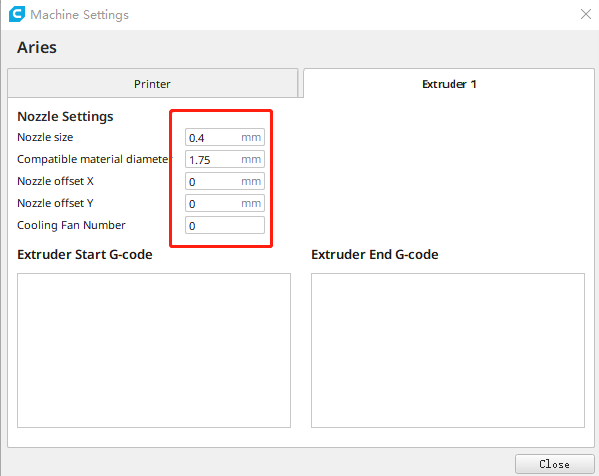 Machine Settings
Aries
Printer
Extruder 1
Nozzle Settings
Nozzle size 0.4 mm
Compatible material diameter 1.75 mm
Nozzle offset X 0 mm
Nozzle offset Y 0 mm
Cooling Fan Number 0
Extruder Start G-code
Extruder End G-code
Close